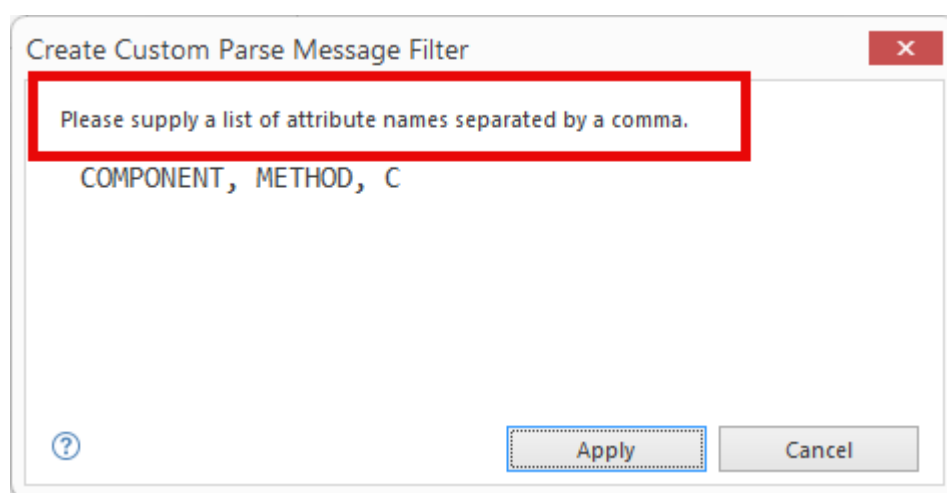 Create Custom Parse Message Filter
Please supply a list of attribute names separated by a comma.
COMPONENT, METHOD, C
?
Apply
Cancel